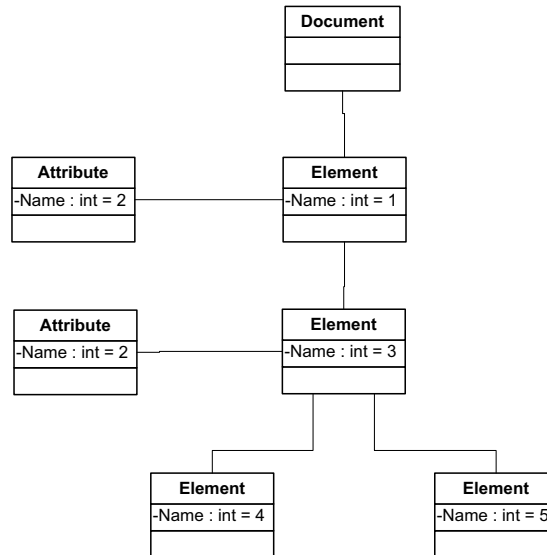 Document
Attribute
-Name : int = 2
Element
-Name : int = 1
Attribute
-Name : int = 2
Element
-Name : int = 3
Element
-Name : int = 4
Element
-Name : int = 5